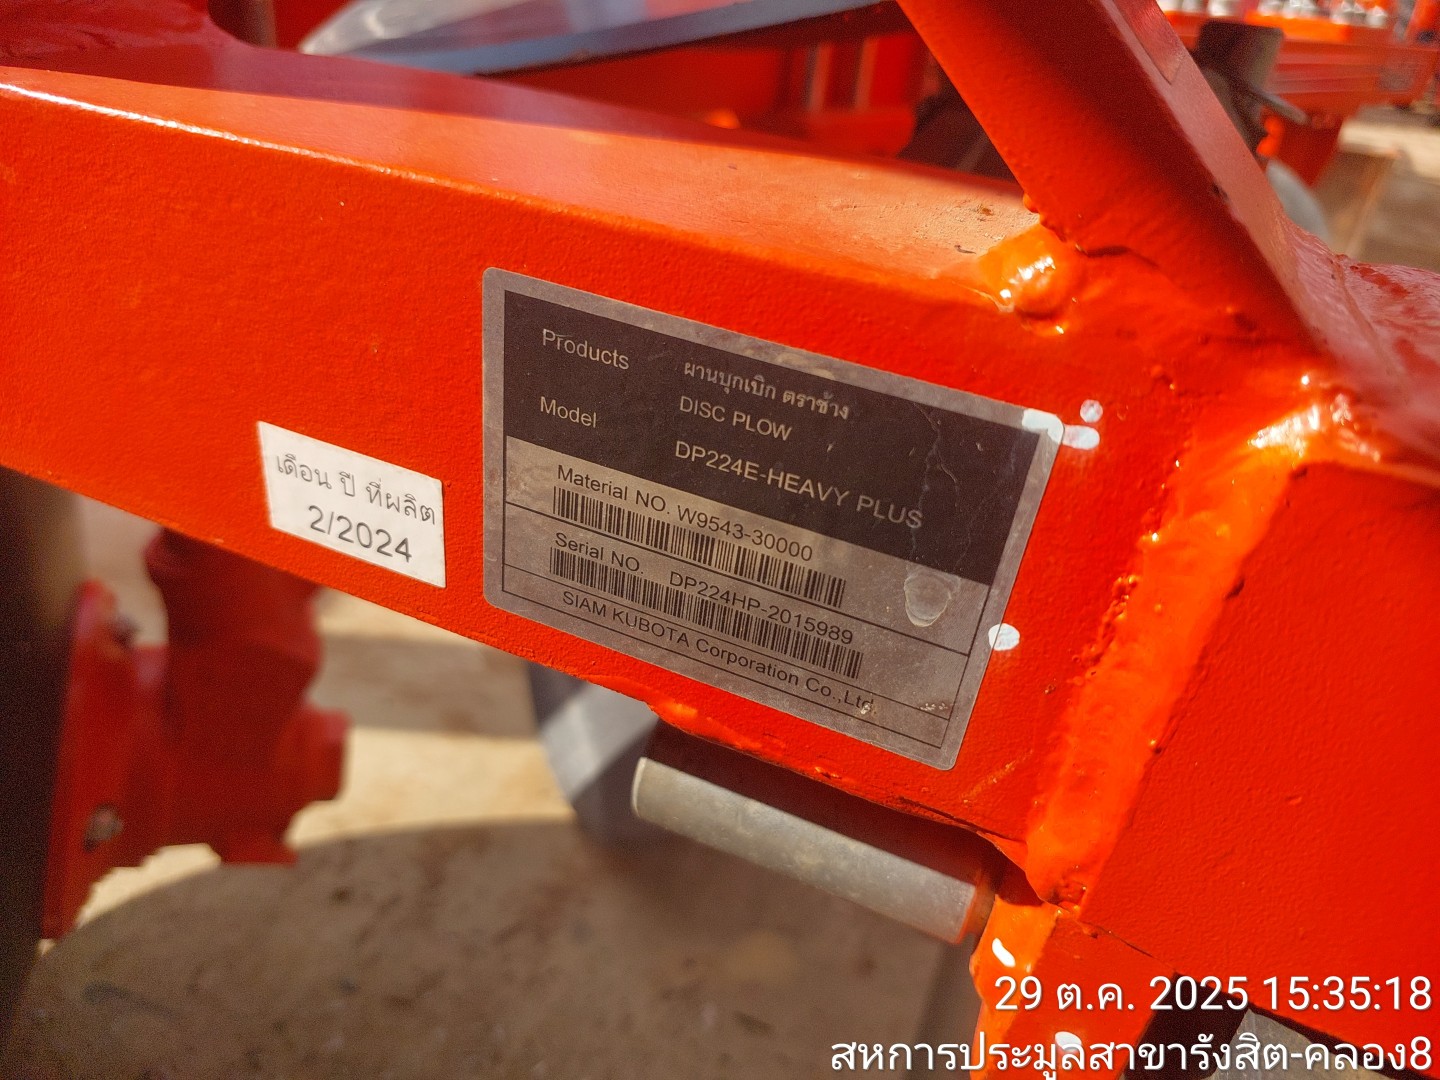 Products ผานบุกเบิก ตราช้าง
DISC PLOW
Model DP224E-HEAVY PLUS
Material NO. W9543-30000
Serial NO. DP224HP-2015989
SIAM KUBOTA Corporation Co.,Ltd.
เดือน ปี ที่ผลิต
2/2024
29 ต.ค. 2025 15:35:18
สหการประมูลสาขารังสิต-คลอง8